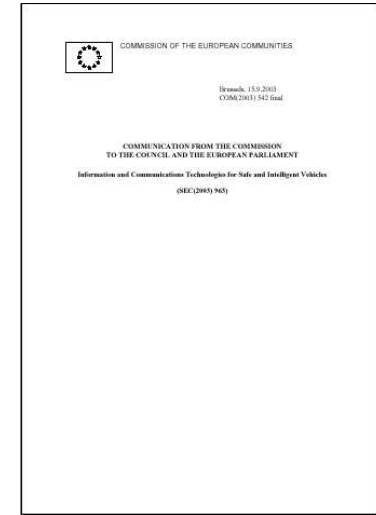 COMMISSION OF THE EUROPEAN COMMUNITIES
Brussels, 15.9.2003
COM(2003) 542 final
COMMUNICATION FROM THE COMMISSION
TO THE COUNCIL AND THE EUROPEAN PARLIAMENT
Information and Communications Technologies for Safe and Intelligent Vehicles
(SEC(2003) 963)